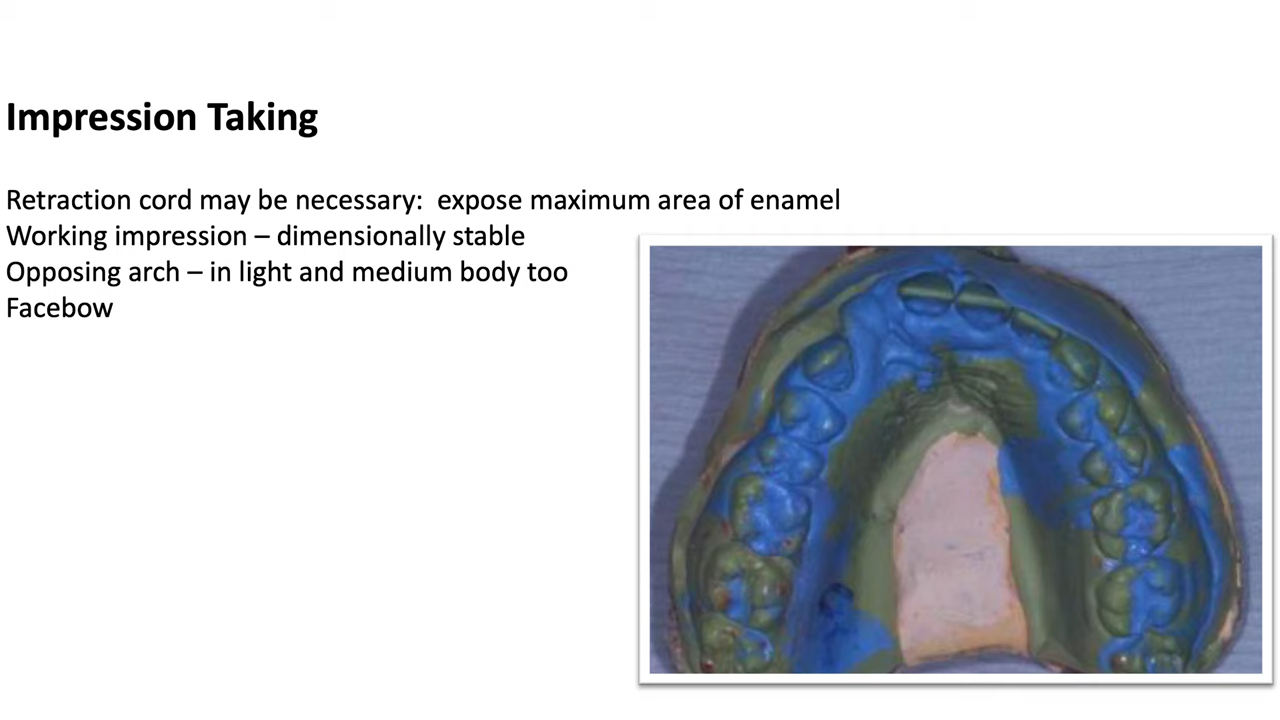 Impression Taking
Retraction cord may be necessary:  expose maximum area of enamel
Working impression – dimensionally stable
Opposing arch – in light and medium body too
Facebow